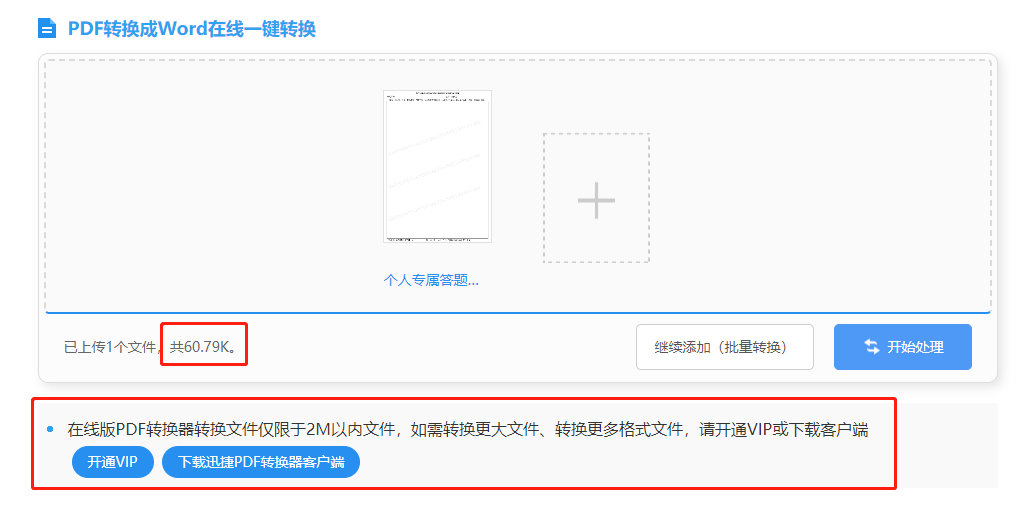 PDF转换成Word在线一键转换
个人专属答题...
已上传1个文件，共60.79K。
继续添加（批量转换）
开始处理
在线版PDF转换器转换文件仅限于2M以内文件，如需转换更大文件、转换更多格式文件，请开通VIP或下载客户端
开通VIP
下载迅捷PDF转换器客户端